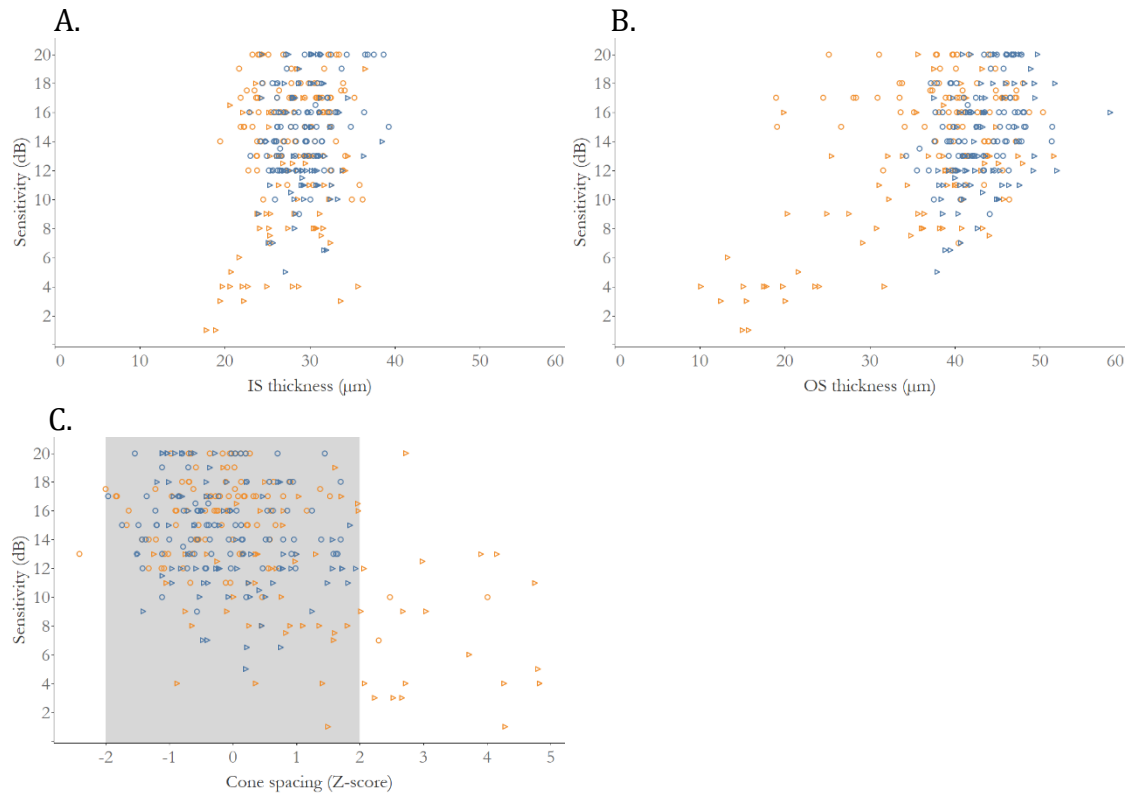 A.
20
18
16
14
12
10
8
6
4
2
Sensitivity (dB)
0 10 20 30 40 50 60
IS thickness (μm)
B.
20
18
16
14
12
10
8
6
4
2
Sensitivity (dB)
0 10 20 30 40 50 60
OS thickness (μm)
C.
20
18
16
14
12
10
8
6
4
2
Sensitivity (dB)
-2 -1 0 1 2 3 4 5
Cone spacing (Z-score)